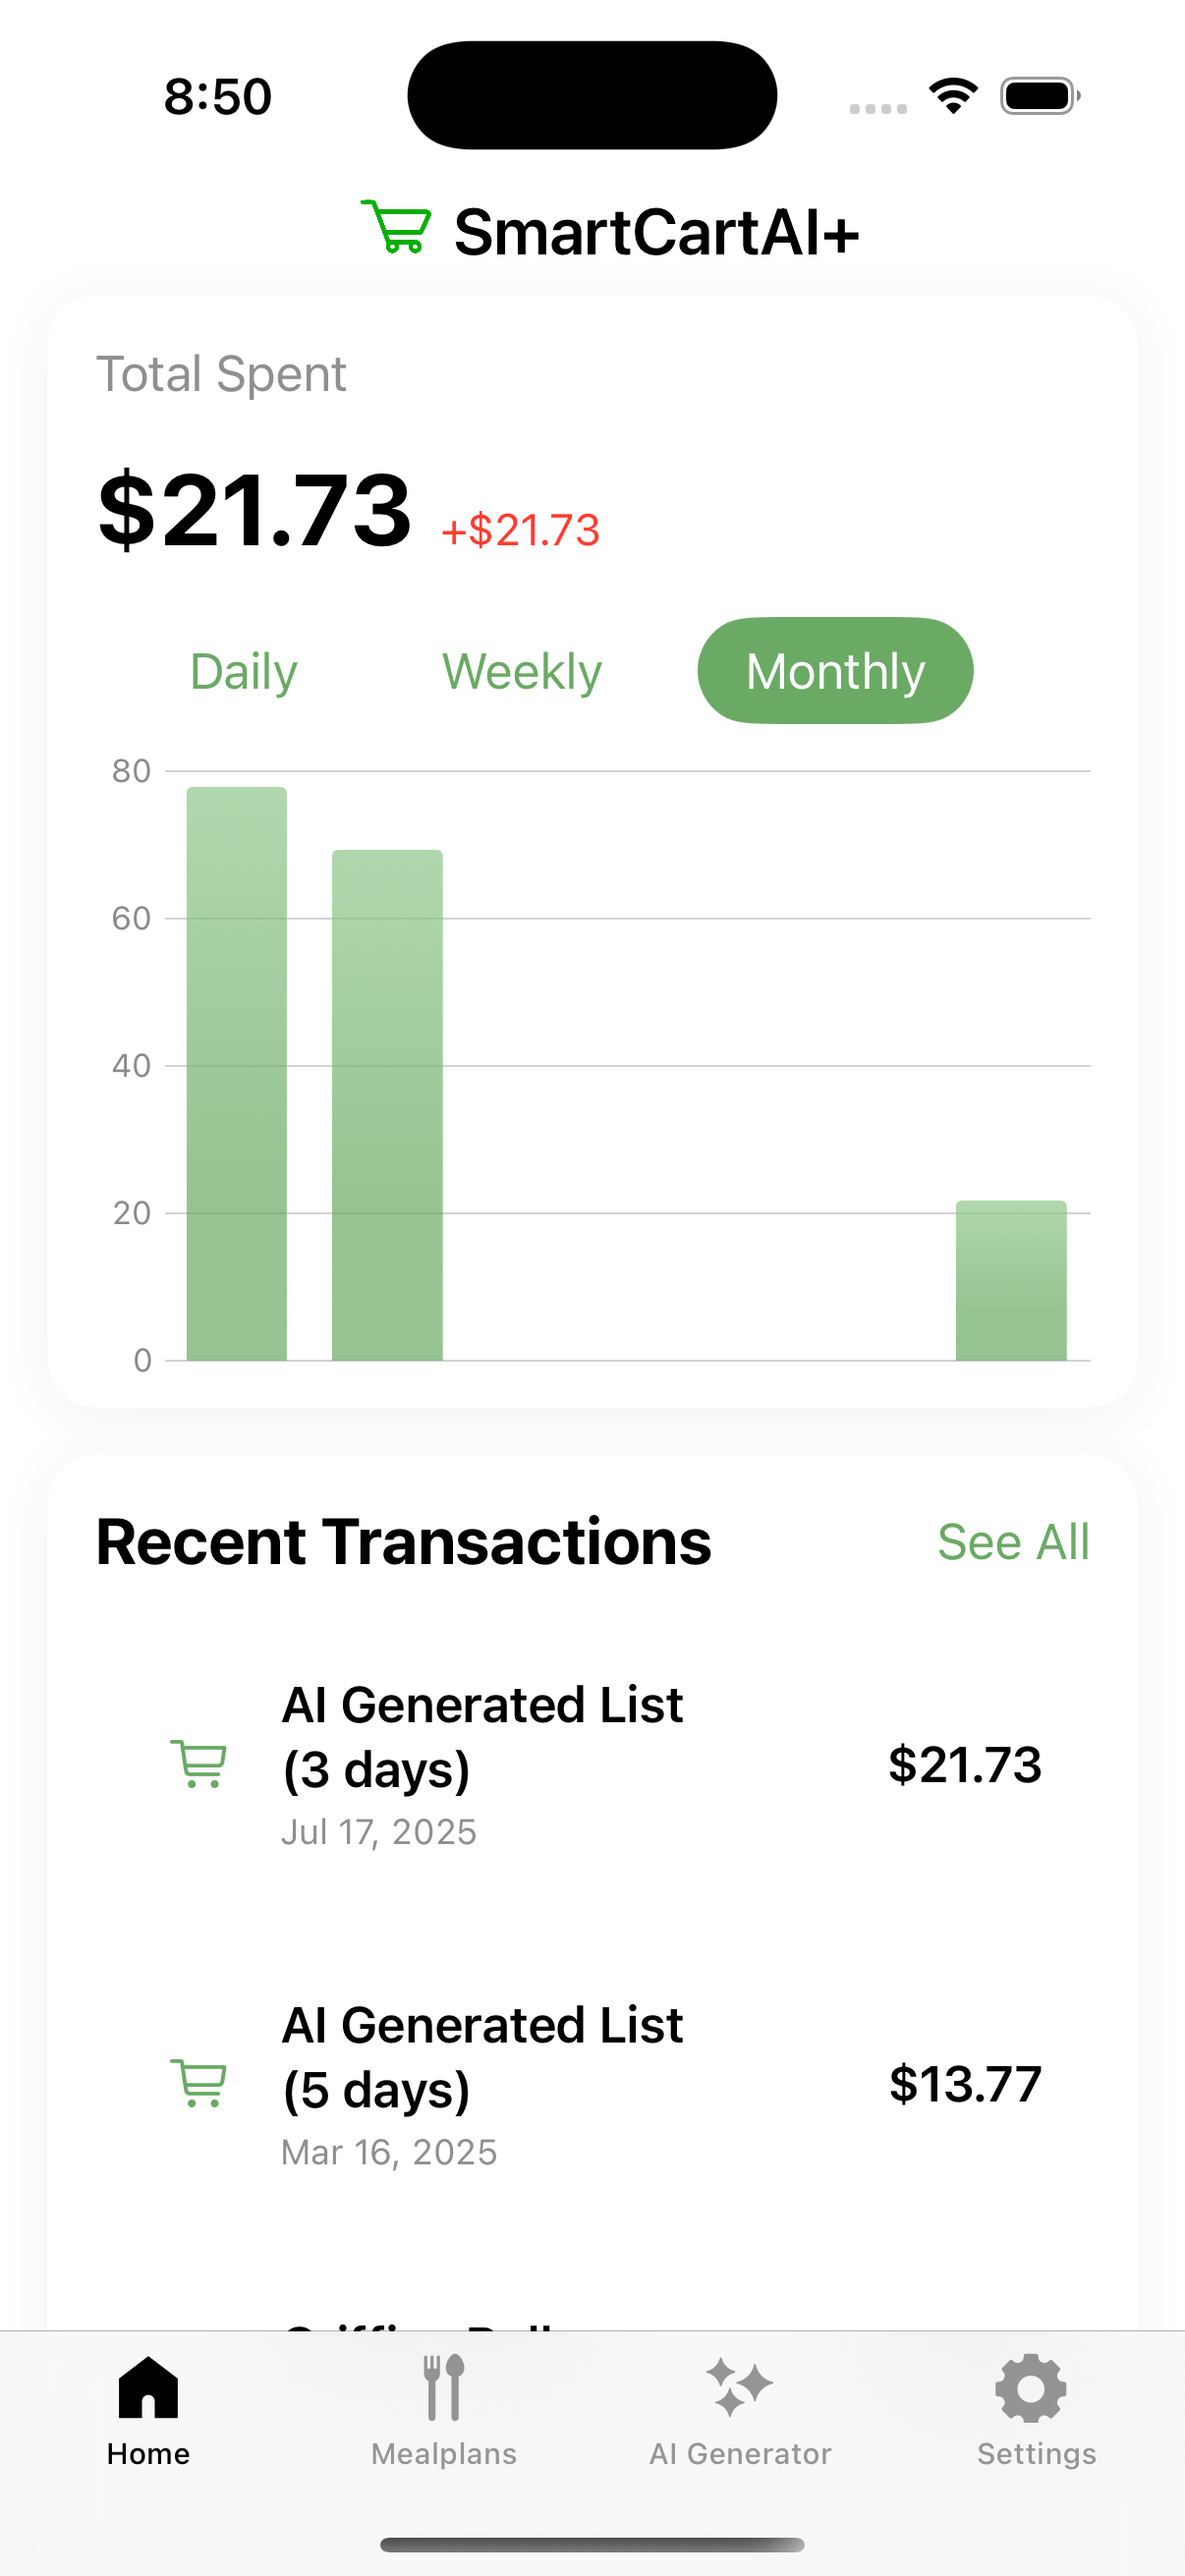 8:50
SmartCartAI+
Total Spent
$21.73 +$21.73
Daily Weekly Monthly
80
60
40
20
0
Recent Transactions See All
AI Generated List
(3 days)
$21.73
Jul 17, 2025
AI Generated List
(5 days)
$13.77
Mar 16, 2025
Home Mealplans AI Generator Settings